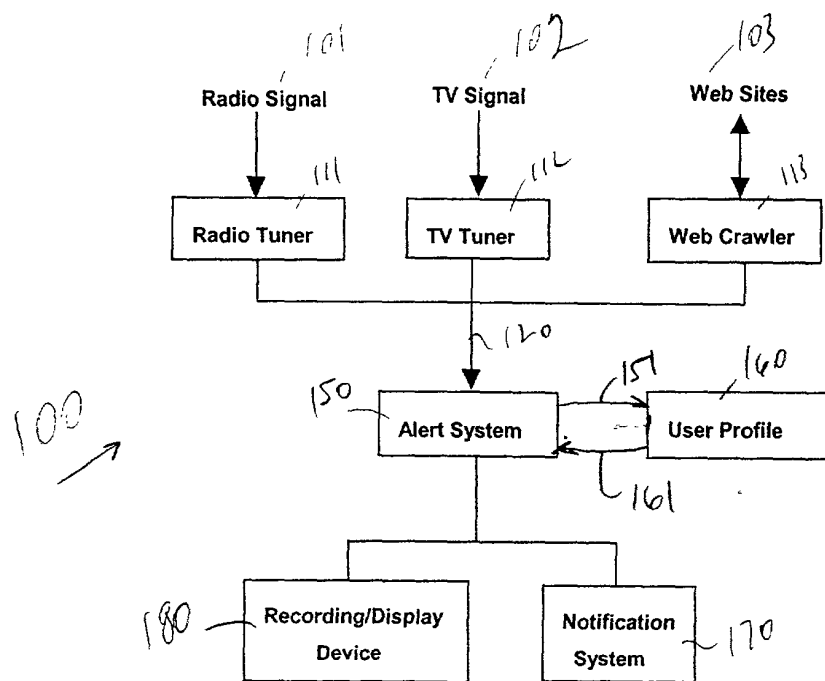 101
102
103
Radio Signal
TV Signal
Web Sites
111
112
113
Radio Tuner
TV Tuner
Web Crawler
120
100
150
151
160
Alert System
User Profile
161
180
Recording/Display
Device
Notification
System
170